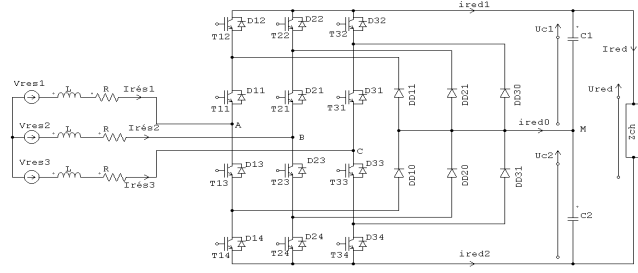 ired1
D12 D22 D32
T12 T22 T32
Uc1 C1
Ired
Vres1 L R Irés1
D11 D21 D31
T11 T21 T31
DD11 DD21 DD30
Ured
A
Vres2 L R Irés2
B
ired0 M
Zch
Vres3 L R Irés3
C
D13 D23 D33
T13 T23 T33
DD10 DD20 DD31
Uc2
C2
D14 D24 D34
T14 T24 T34
ired2